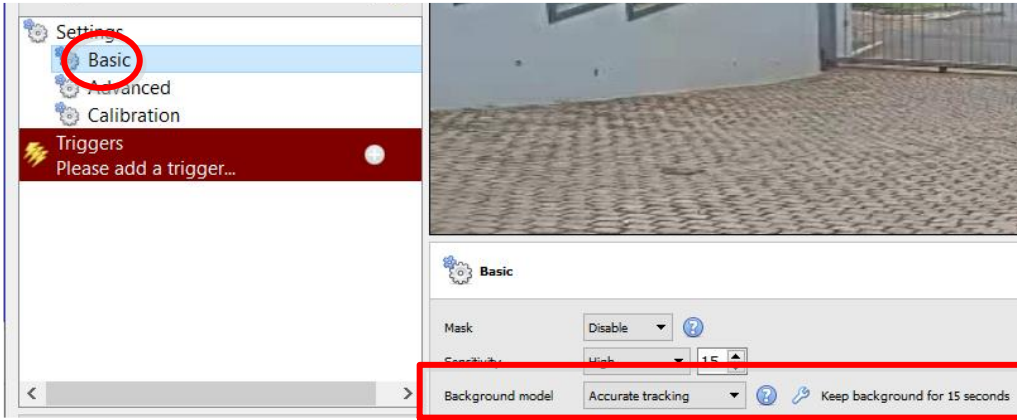 Settings
Basic
Advanced
Calibration
Triggers
Please add a trigger...
Basic
Mask Disable
Sensitivity High 15
Background model Accurate tracking Keep background for 15 seconds